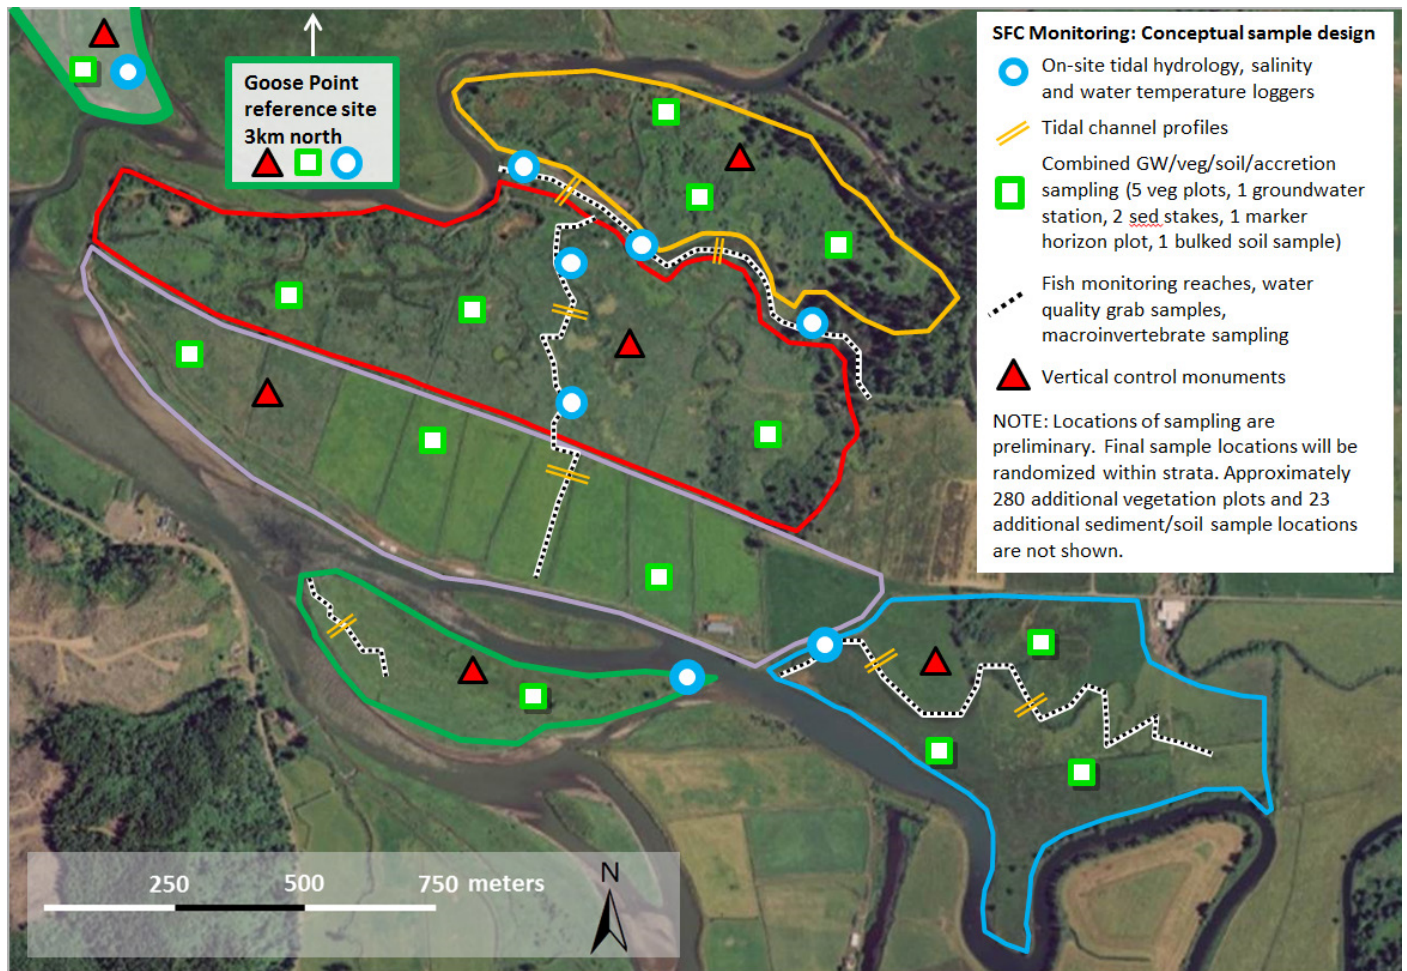 Goose Point
reference site
3km north
SFC Monitoring: Conceptual sample design
On-site tidal hydrology, salinity
and water temperature loggers
Tidal channel profiles
Combined GW/veg/soil/accretion
sampling (5 veg plots, 1 groundwater
station, 2 sed stakes, 1 marker
horizon plot, 1 bulked soil sample)
Fish monitoring reaches, water
quality grab samples,
macroinvertebrate sampling
Vertical control monuments
NOTE: Locations of sampling are
preliminary. Final sample locations will be
randomized within strata. Approximately
280 additional vegetation plots and 23
additional sediment/soil sample locations
are not shown.
250 500 750 meters
N